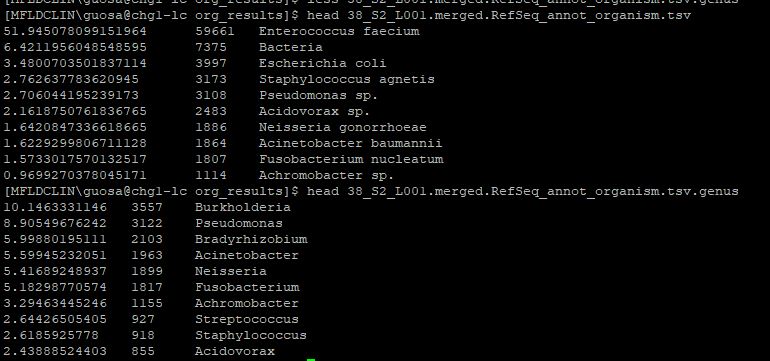 [MFLDCLIN\guosa@chg1-lc org_results]$ less 38_S2_L001.merged.RefSeq_annot_organism.tsv.genus
[MFLDCLIN\guosa@chg1-lc org_results]$ head 38_S2_L001.merged.RefSeq_annot_organism.tsv
51.945078099151964 59661 Enterococcus faecium
6.4211956048548595 7375 Bacteria
3.4800703501837114 3997 Escherichia coli
2.762637783620945 3173 Staphylococcus agnetis
2.706044195239173 3108 Pseudomonas sp.
2.1618750761836765 2483 Acidovorax sp.
1.6420847336618665 1886 Neisseria gonorrhoeae
1.6229299806711128 1864 Acinetobacter baumannii
1.5733017570132517 1807 Fusobacterium nucleatum
0.9699270378045171 1114 Achromobacter sp.
[MFLDCLIN\guosa@chg1-lc org_results]$ head 38_S2_L001.merged.RefSeq_annot_organism.tsv.genus
10.1463331146 3557 Burkholderia
8.90549676242 3122 Pseudomonas
5.99880195111 2103 Bradyrhizobium
5.59945232051 1963 Acinetobacter
5.41689248937 1899 Neisseria
5.18298770574 1817 Fusobacterium
3.29463445246 1155 Achromobacter
2.64426505405 927 Streptococcus
2.6185925778 918 Staphylococcus
2.43888524403 855 Acidovorax